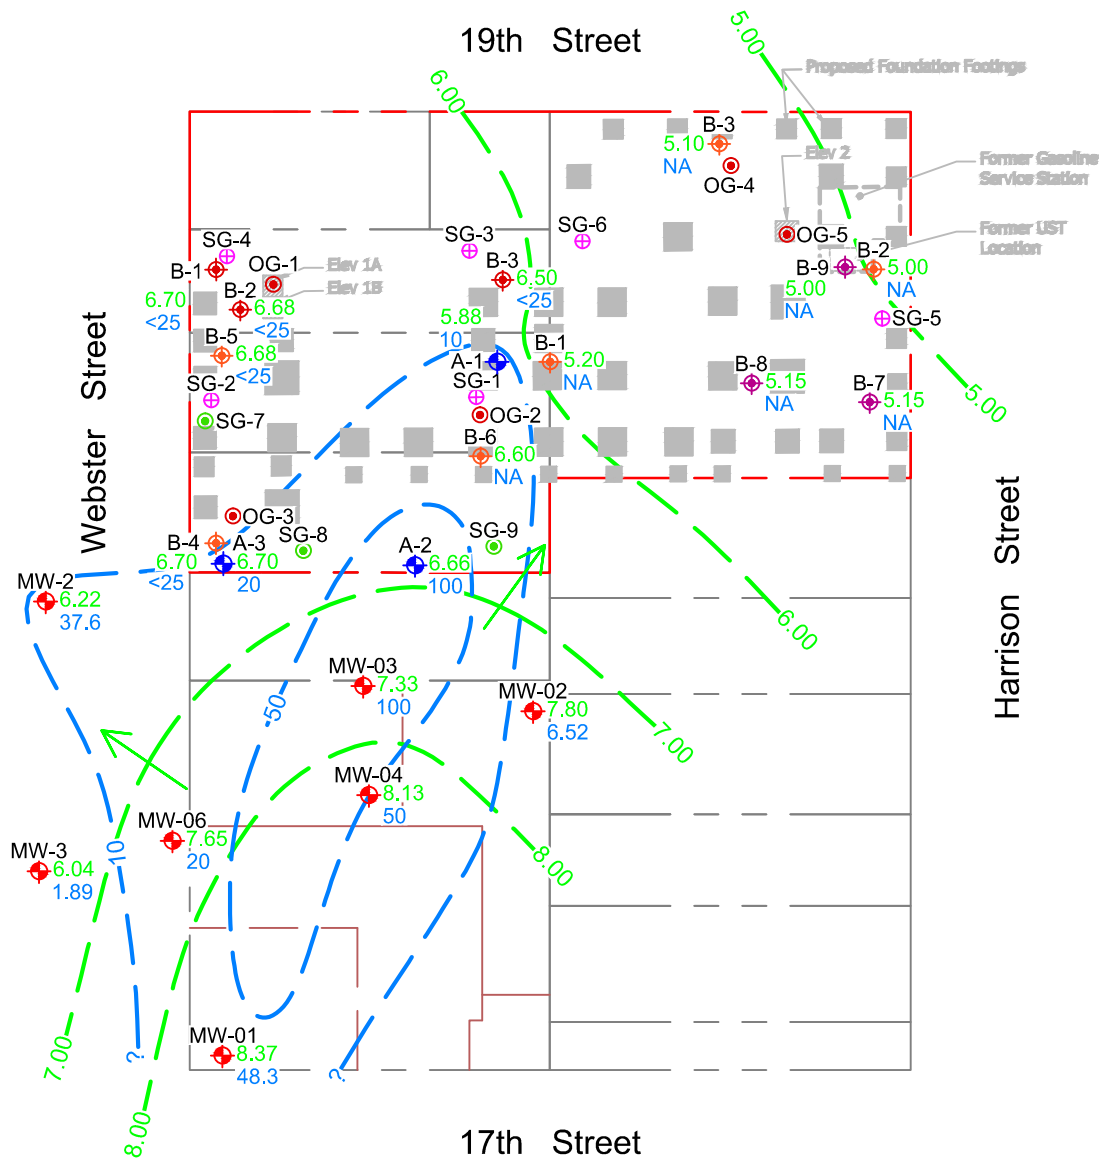 19th Street
5.00
6.00
Proposed Foundation Footings
B-3
5.10
NA
OG-4
Elev 2
Former Gasoline
Service Station
SG-6
SG-3
SG-4
OG-5
Former UST
Location
B-1
OG-1
Elev 1A
Elev 1B
B-3
6.50
<25
B-9
B-2
5.00
NA
5.00
NA
6.70
<25
B-2
6.68
<25
5.88
10
A-1
SG-5
B-5
6.68
<25
B-1
5.20
NA
B-8
5.15
NA
B-7
5.15
NA
5.00
SG-2
SG-1
SG-7
OG-2
B-6
6.60
NA
Webster Street
Harrison Street
OG-3
SG-8
SG-9
B-4
6.70
<25
A-3
6.70
20
A-2
6.66
100
MW-2
6.22
37.6
6.00
MW-03
7.33
100
MW-02
7.80
6.52
50
7.00
MW-04
8.13
50
MW-06
7.65
20
10
MW-3
6.04
1.89
8.00
MW-01
8.37
48.3
7.00
?
?
8.00
17th Street